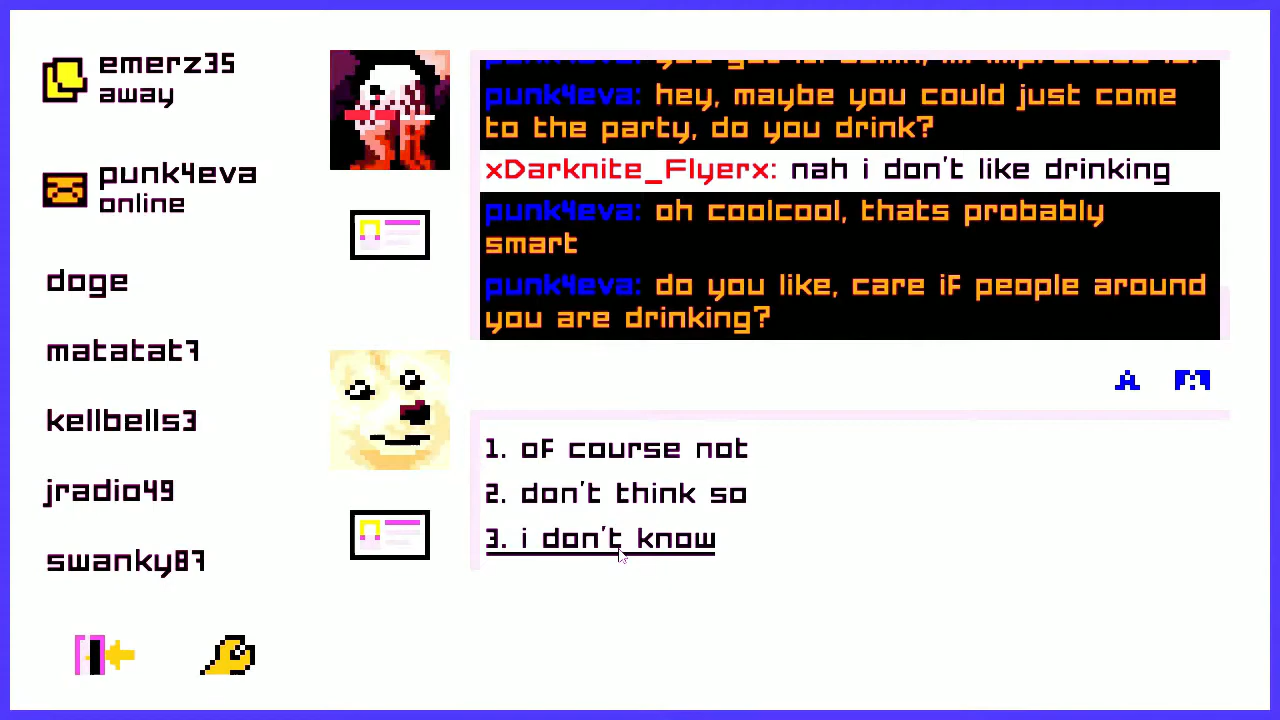 emerz35
away
punk4eva
online
doge
matatat7
kellbells3
jradio49
swanky87
punk4eva: hey, maybe you could just come
to the party, do you drink?
xDarknite_Flyerx: nah i don't like drinking
punk4eva: oh coolcool, thats probably
smart
punk4eva: do you like, care if people around
you are drinking?
A A
1. of course not
2. don't think so
3. i don't know